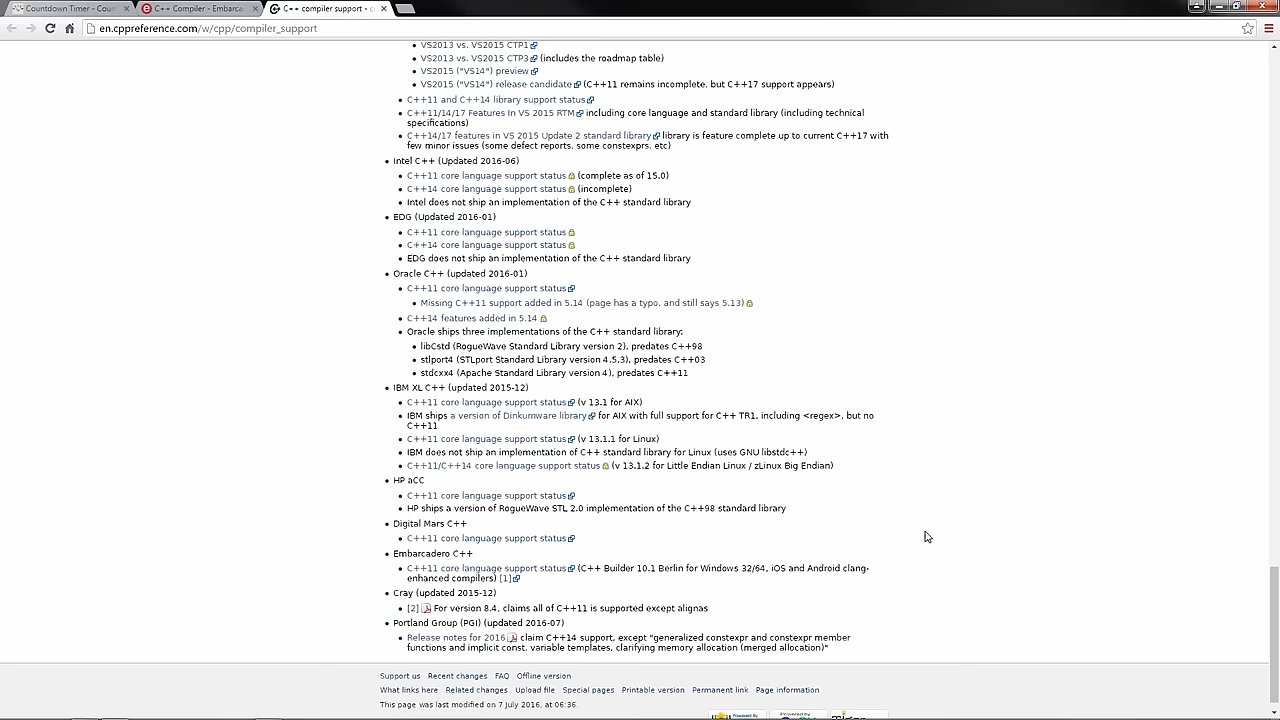 Countdown Timer - Coun
C++ Compiler - Embarca
C++ compiler support - c
en.cppreference.com/w/cpp/compiler_support
VS2013 vs. VS2015 CTP1
VS2013 vs. VS2015 CTP3 (includes the roadmap table)
VS2015 ("VS14") preview
VS2015 ("VS14") release candidate (C++11 remains incomplete, but C++17 support appears)
C++11 and C++14 library support status
C++11/14/17 Features In VS 2015 RTM including core language and standard library (including technical
specifications)
C++14/17 features in VS 2015 Update 2 standard library library is feature complete up to current C++17 with
few minor issues (some defect reports, some constexprs, etc)
Intel C++ (Updated 2016-06)
C++11 core language support status (complete as of 15.0)
C++14 core language support status (incomplete)
Intel does not ship an implementation of the C++ standard library
EDG (Updated 2016-01)
C++11 core language support status
C++14 core language support status
EDG does not ship an implementation of the C++ standard library
Oracle C++ (updated 2016-01)
C++11 core language support status
Missing C++11 support added in 5.14 (page has a typo, and still says 5.13)
C++14 features added in 5.14
Oracle ships three implementations of the C++ standard library:
libCstd (RogueWave Standard Library version 2), predates C++98
stlport4 (STLport Standard Library version 4.5.3), predates C++03
stdcxx4 (Apache Standard Library version 4), predates C++11
IBM XL C++ (updated 2015-12)
C++11 core language support status (v 13.1 for AIX)
IBM ships a version of Dinkumware library for AIX with full support for C++ TR1, including <regex>, but no
C++11
C++11 core language support status (v 13.1.1 for Linux)
IBM does not ship an implementation of C++ standard library for Linux (uses GNU libstdc++)
C++11/C++14 core language support status (v 13.1.2 for Little Endian Linux / zLinux Big Endian)
HP aCC
C++11 core language support status
HP ships a version of RogueWave STL 2.0 implementation of the C++98 standard library
Digital Mars C++
C++11 core language support status
Embarcadero C++
C++11 core language support status (C++ Builder 10.1 Berlin for Windows 32/64, iOS and Android clang-
enhanced compilers) [1]
Cray (updated 2015-12)
[2] For version 8.4, claims all of C++11 is supported except alignas
Portland Group (PGI) (updated 2016-07)
Release notes for 2016 claim C++14 support, except "generalized constexpr and constexpr member
functions and implicit const, variable templates, clarifying memory allocation (merged allocation)"
Support us Recent changes FAQ Offline version
What links here Related changes Upload file Special pages Printable version Permanent link Page information
This page was last modified on 7 July 2016, at 06:36.
Powered By
Powered by